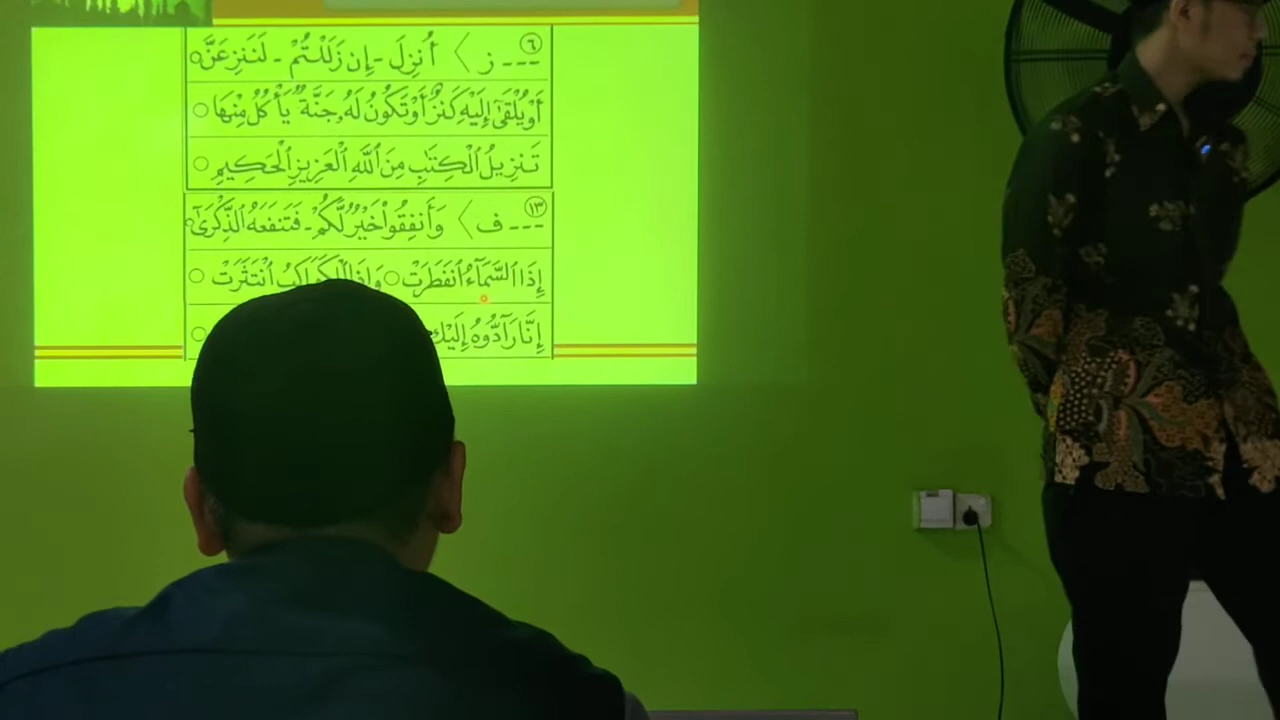 ٦ --- ز 〈 أُنزِلَ - إِن زَلَلْتُمْ - لَنَنزِعَنَّ ○
أَوْ يُلْقَىٰٓ إِلَيْهِ كَنزٌ أَوْ تَكُونُ لَهُۥ جَنَّةٌ يَأْكُلُ مِنْهَا ○
تَنزِيلُ ٱلْكِتَٰبِ مِنَ ٱللَّهِ ٱلْعَزِيزِ ٱلْحَكِيمِ ○
١٣ --- ف 〈 وَأَنفِقُوا۟ خَيْرٌ لَّكُمْ - فَتَنفَعَهُ ٱلذِّكْرَىٰٓ ○
إِذَا ٱلسَّمَآءُ ٱنفَطَرَتْ ○ وَإِذَا ٱلْكَوَاكِبُ ٱنتَثَرَتْ ○
إِنَّا رَآدُّوهُ إِلَيْكِ ○